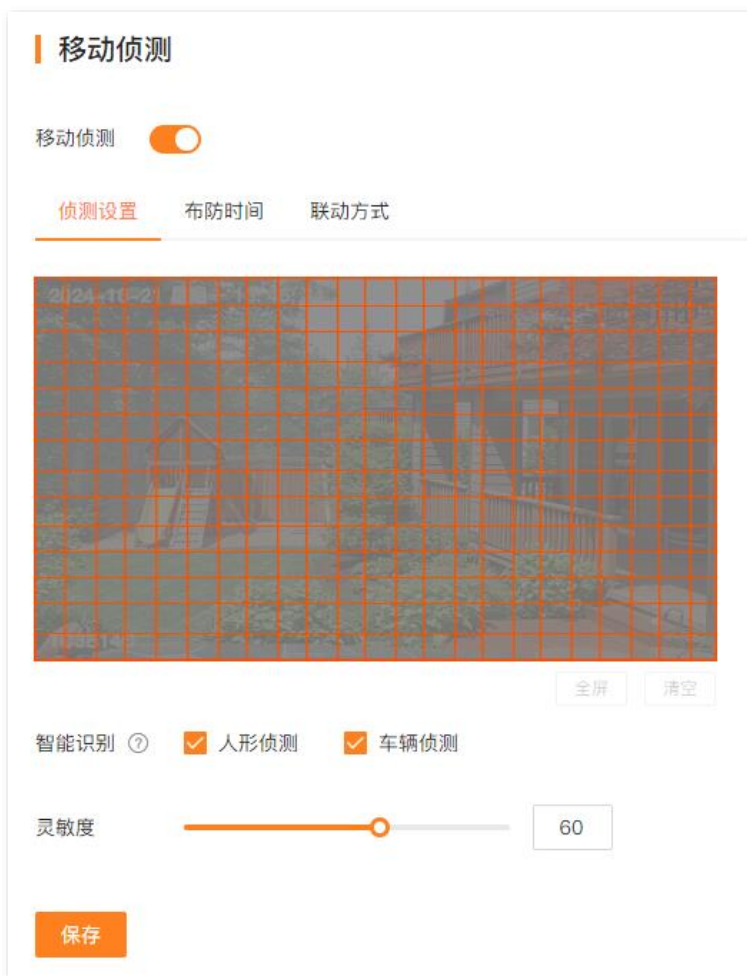 移动侦测
移动侦测
侦测设置 布防时间 联动方式
全屏 清空
智能识别 ? 人形侦测 车辆侦测
灵敏度 60
保存